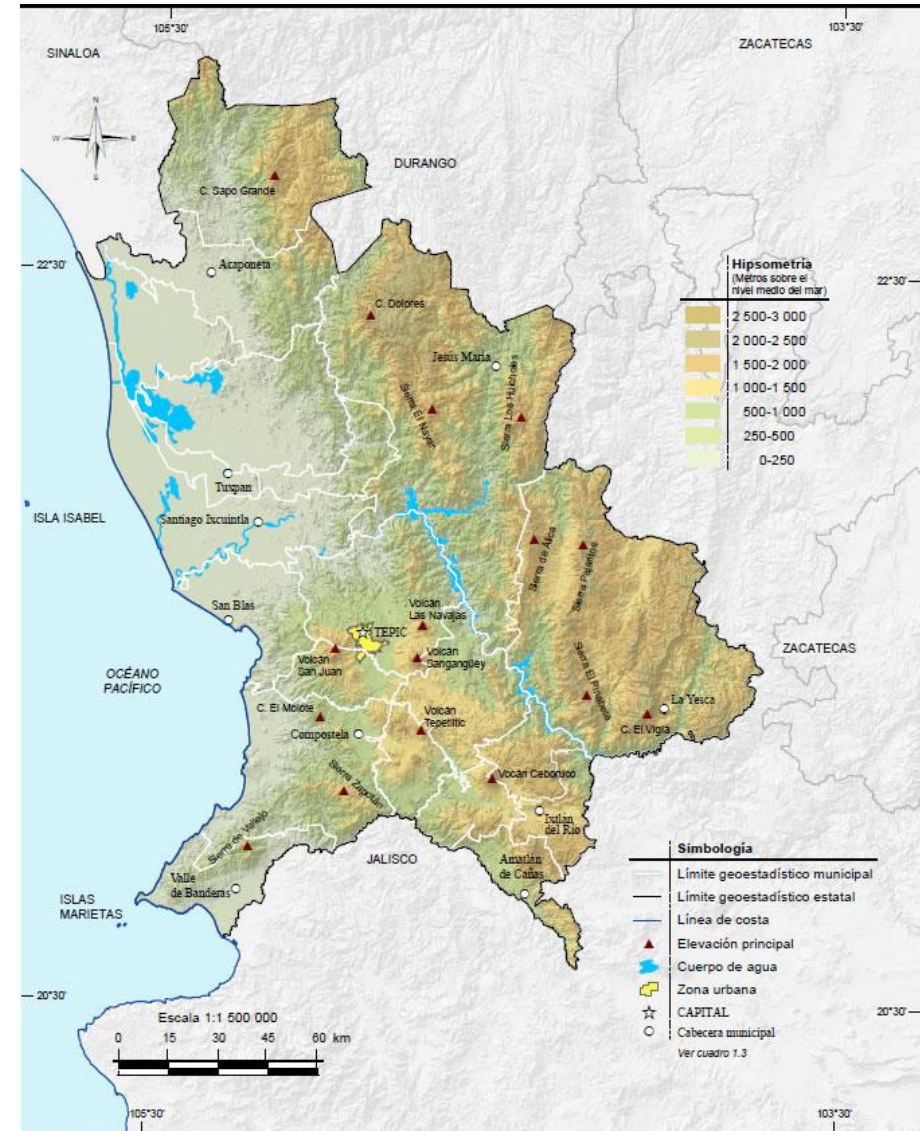 105°30'
103°30'
SINALOA
ZACATECAS
N
W
E
S
DURANGO
C. Sapo Grande
22°30'
Acaponeta
22°30'
Hipsometría
(Metros sobre el
nivel medio del mar)
2 500-3 000
2 000-2 500
1 500-2 000
1 000-1 500
500-1 000
250-500
0-250
C. Dolores
Jesús María
Sierra El Nayar
Sierra Los Huicholes
Tuxpan
ISLA ISABEL
Santiago Ixcuintla
Sierra de Alica
Sierra Pajaritos
San Blas
Volcán
Las Navajas
TEPIC
Volcán
San Juan
Volcán
Sangangüey
ZACATECAS
OCÉANO
PACÍFICO
Sierra El Pinabete
La Yesca
C. El Vigía
C. El Molote
Volcán
Tepetiltic
Compostela
Vocán Ceboruco
Sierra Zapotán
Ixtlan
del Río
Sierra de Vallejo
JALISCO
Amatlán
de Cañas
Valle
de Banderas
ISLAS
MARIETAS
Simbología
Límite geoestadístico municipal
Límite geoestadístico estatal
Línea de costa
Elevación principal
Cuerpo de agua
Zona urbana
CAPITAL
Cabecera municipal
Ver cuadro 1.3
20°30'
20°30'
Escala 1:1 500 000
0 15 30 45 60 km
105°30'
103°30'